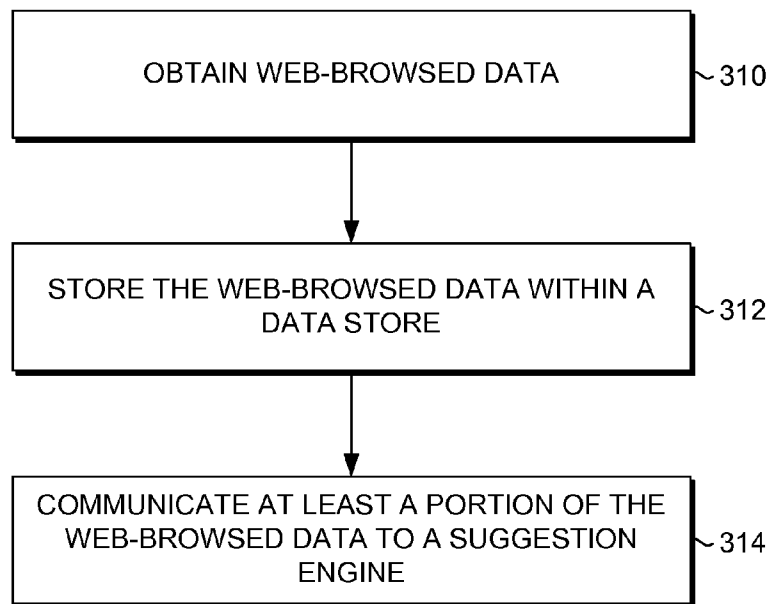 OBTAIN WEB-BROWSED DATA
310
STORE THE WEB-BROWSED DATA WITHIN A
DATA STORE
312
COMMUNICATE AT LEAST A PORTION OF THE
WEB-BROWSED DATA TO A SUGGESTION
ENGINE
314